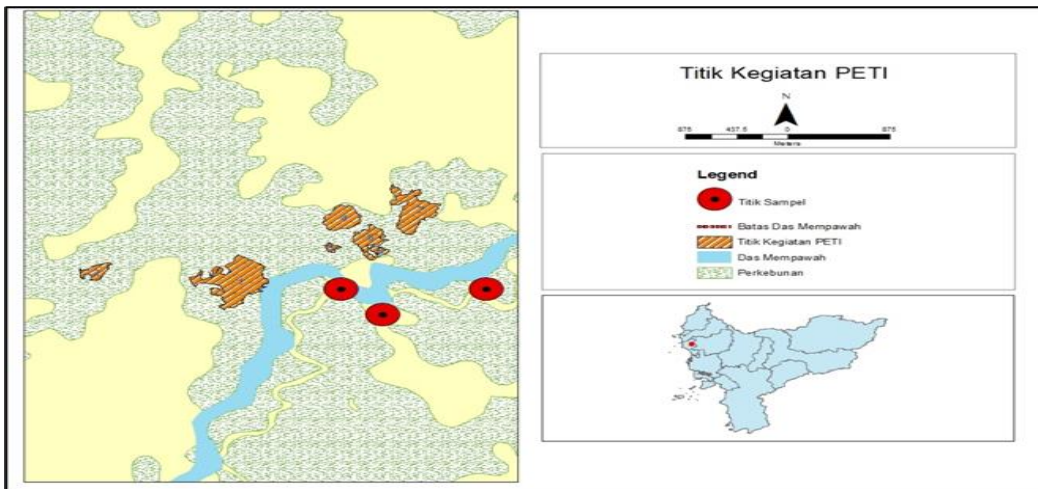 Titik Kegiatan PETI
N
875 437.5 0 875
Meters
Legend
Titik Sampel
Batas Das Mempawah
Titik Kegiatan PETI
Das Mempawah
Perkebunan